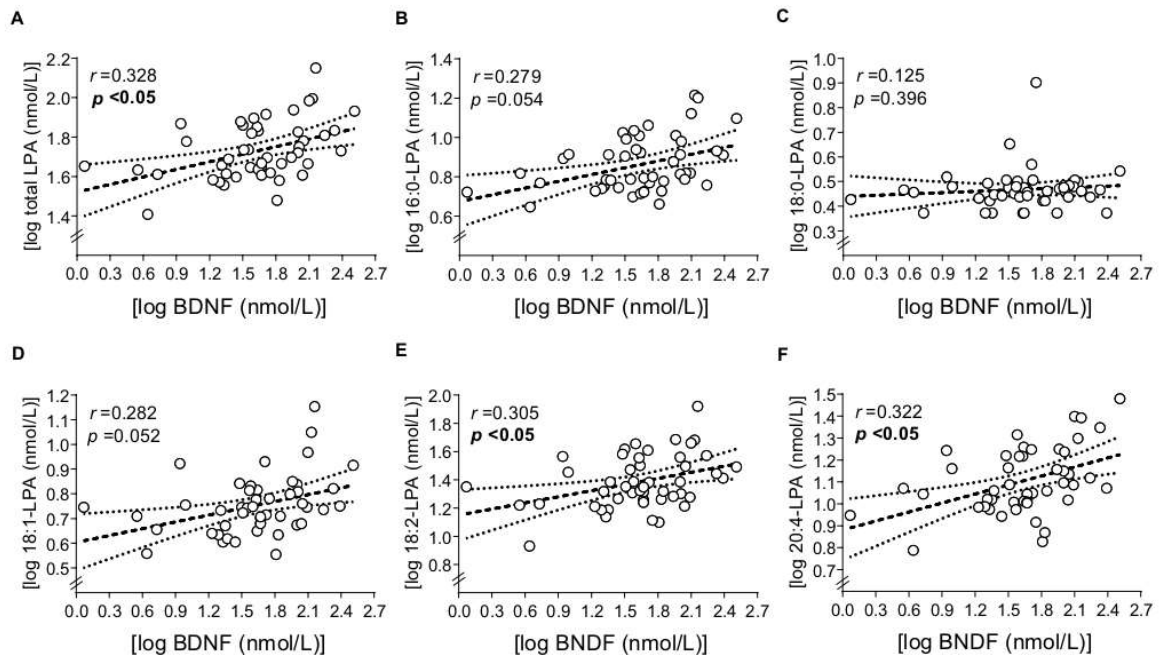 A
[log total LPA (nmol/L)]
2.2
2.0
1.8
1.6
1.4
r=0.328
p <0.05
0.0 0.3 0.6 0.9 1.2 1.5 1.8 2.1 2.4 2.7
[log BDNF (nmol/L)]
B
[log 16:0-LPA (nmol/L)]
1.4
1.2
1.0
0.8
0.6
r=0.279
p =0.054
0.0 0.3 0.6 0.9 1.2 1.5 1.8 2.1 2.4 2.7
[log BDNF (nmol/L)]
C
[log 18:0-LPA (nmol/L)]
1.0
0.9
0.8
0.7
0.6
0.5
0.4
0.3
r=0.125
p =0.396
0.0 0.3 0.6 0.9 1.2 1.5 1.8 2.1 2.4 2.7
[log BDNF (nmol/L)]
D
[log 18:1-LPA (nmol/L)]
1.2
1.1
1.0
0.9
0.8
0.7
0.6
0.5
r=0.282
p =0.052
0.0 0.3 0.6 0.9 1.2 1.5 1.8 2.1 2.4 2.7
[log BDNF (nmol/L)]
E
[log 18:2-LPA (nmol/L)]
2.0
1.8
1.6
1.4
1.2
1.0
0.8
r=0.305
p <0.05
0.0 0.3 0.6 0.9 1.2 1.5 1.8 2.1 2.4 2.7
[log BNDF (nmol/L)]
F
[log 20:4-LPA (nmol/L)]
1.5
1.4
1.3
1.2
1.1
1.0
0.9
0.8
0.7
r=0.322
p <0.05
0.0 0.3 0.6 0.9 1.2 1.5 1.8 2.1 2.4 2.7
[log BNDF (nmol/L)]